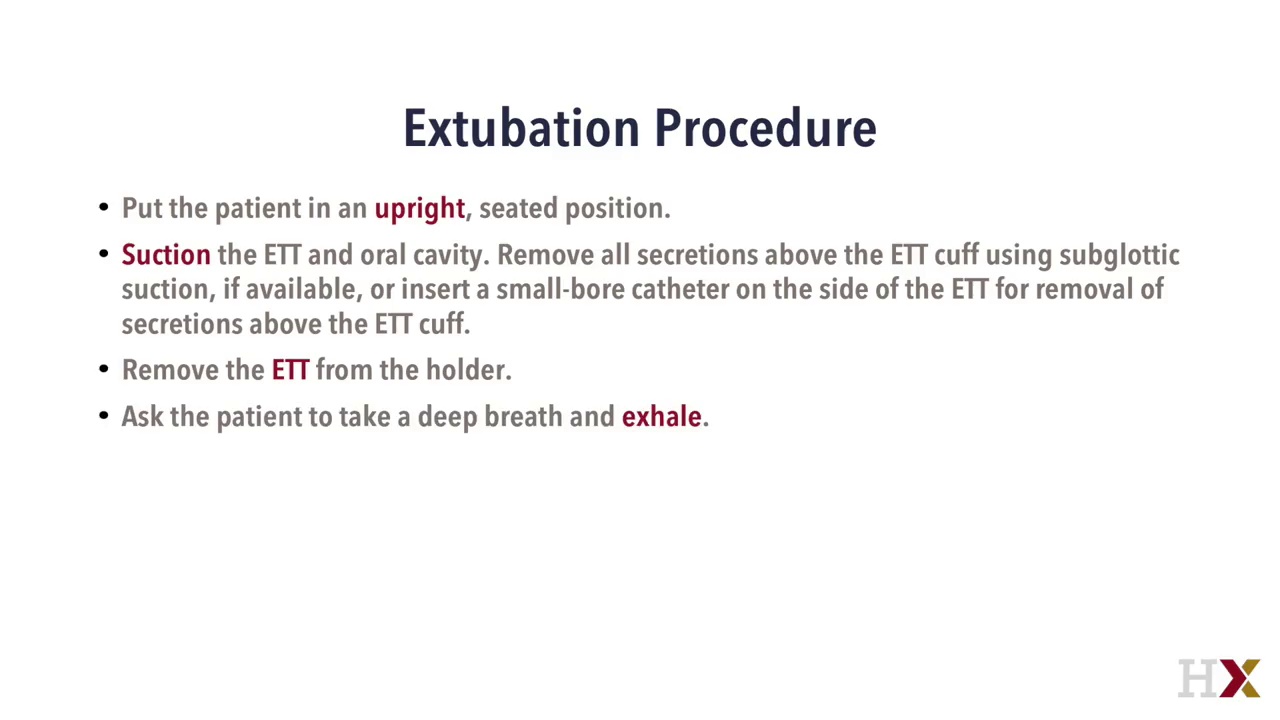 Extubation Procedure
• Put the patient in an upright, seated position.
• Suction the ETT and oral cavity. Remove all secretions above the ETT cuff using subglottic
suction, if available, or insert a small-bore catheter on the side of the ETT for removal of
secretions above the ETT cuff.
• Remove the ETT from the holder.
• Ask the patient to take a deep breath and exhale.
HX